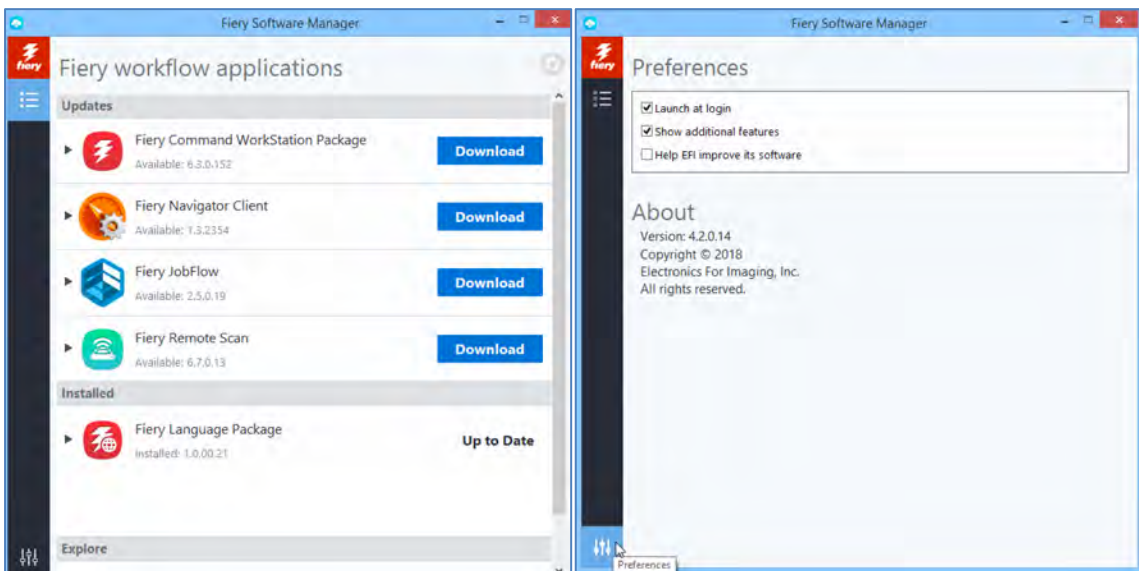 Fiery Software Manager
fiery
Fiery workflow applications
Updates
Fiery Command WorkStation Package
Available: 6.3.0.152
Download
Fiery Navigator Client
Available: 1.3.2354
Download
Fiery JobFlow
Available: 2.5.0.19
Download
Fiery Remote Scan
Available: 6.7.0.13
Download
Installed
Fiery Language Package
Installed: 1.0.00.21
Up to Date
Explore
Fiery Software Manager
fiery
Preferences
Launch at login
Show additional features
Help EFI improve its software
About
Version: 4.2.0.14
Copyright © 2018
Electronics For Imaging, Inc.
All rights reserved.
Preferences